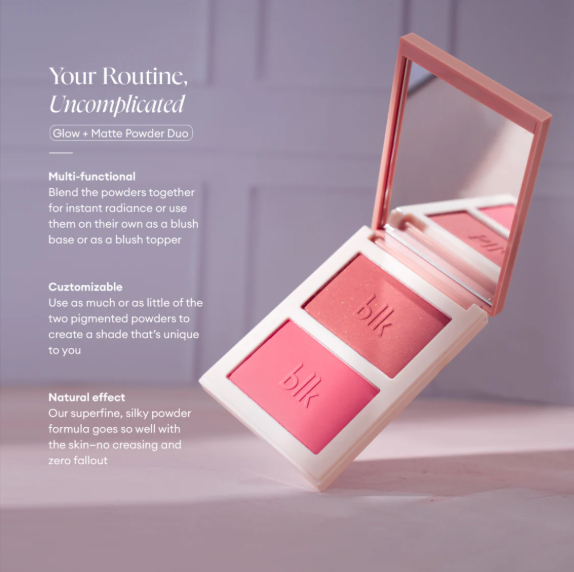 Your Routine,
Uncomplicated
Glow + Matte Powder Duo
Multi-functional
Blend the powders together
for instant radiance or use
them on their own as a blush
base or as a blush topper
Cuztomizable
Use as much or as little of the
two pigmented powders to
create a shade that's unique
to you
Natural effect
Our superfine, silky powder
formula goes so well with
the skin—no creasing and
zero fallout
blk
blk